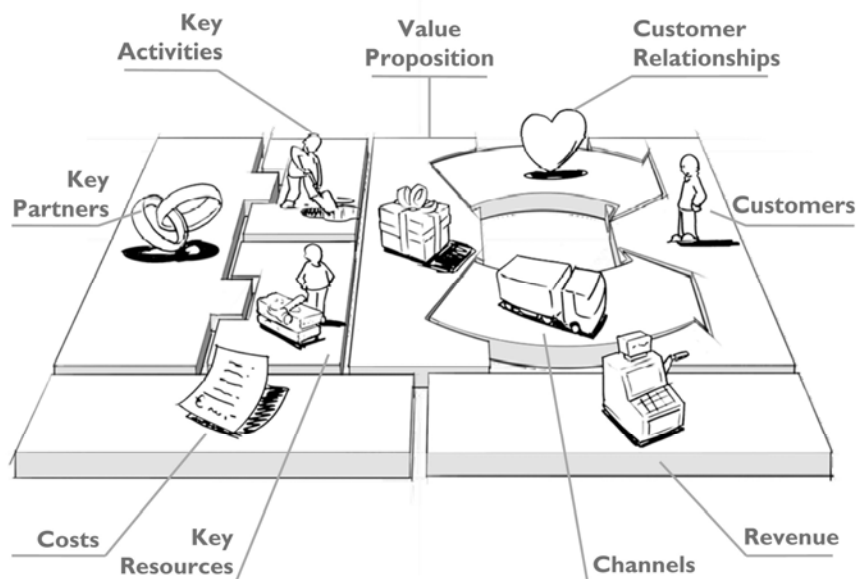 Key
Activities
Value
Proposition
Customer
Relationships
Key
Partners
Customers
Costs
Key
Resources
Channels
Revenue